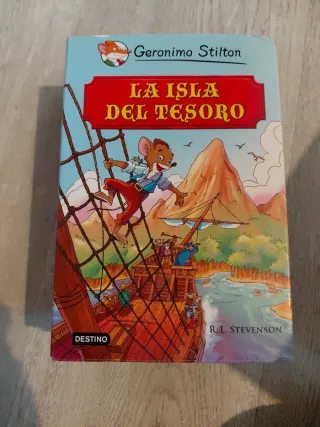 Geronimo Stilton
LA ISLA
DEL TESORO
R. L. STEVENSON
DESTINO